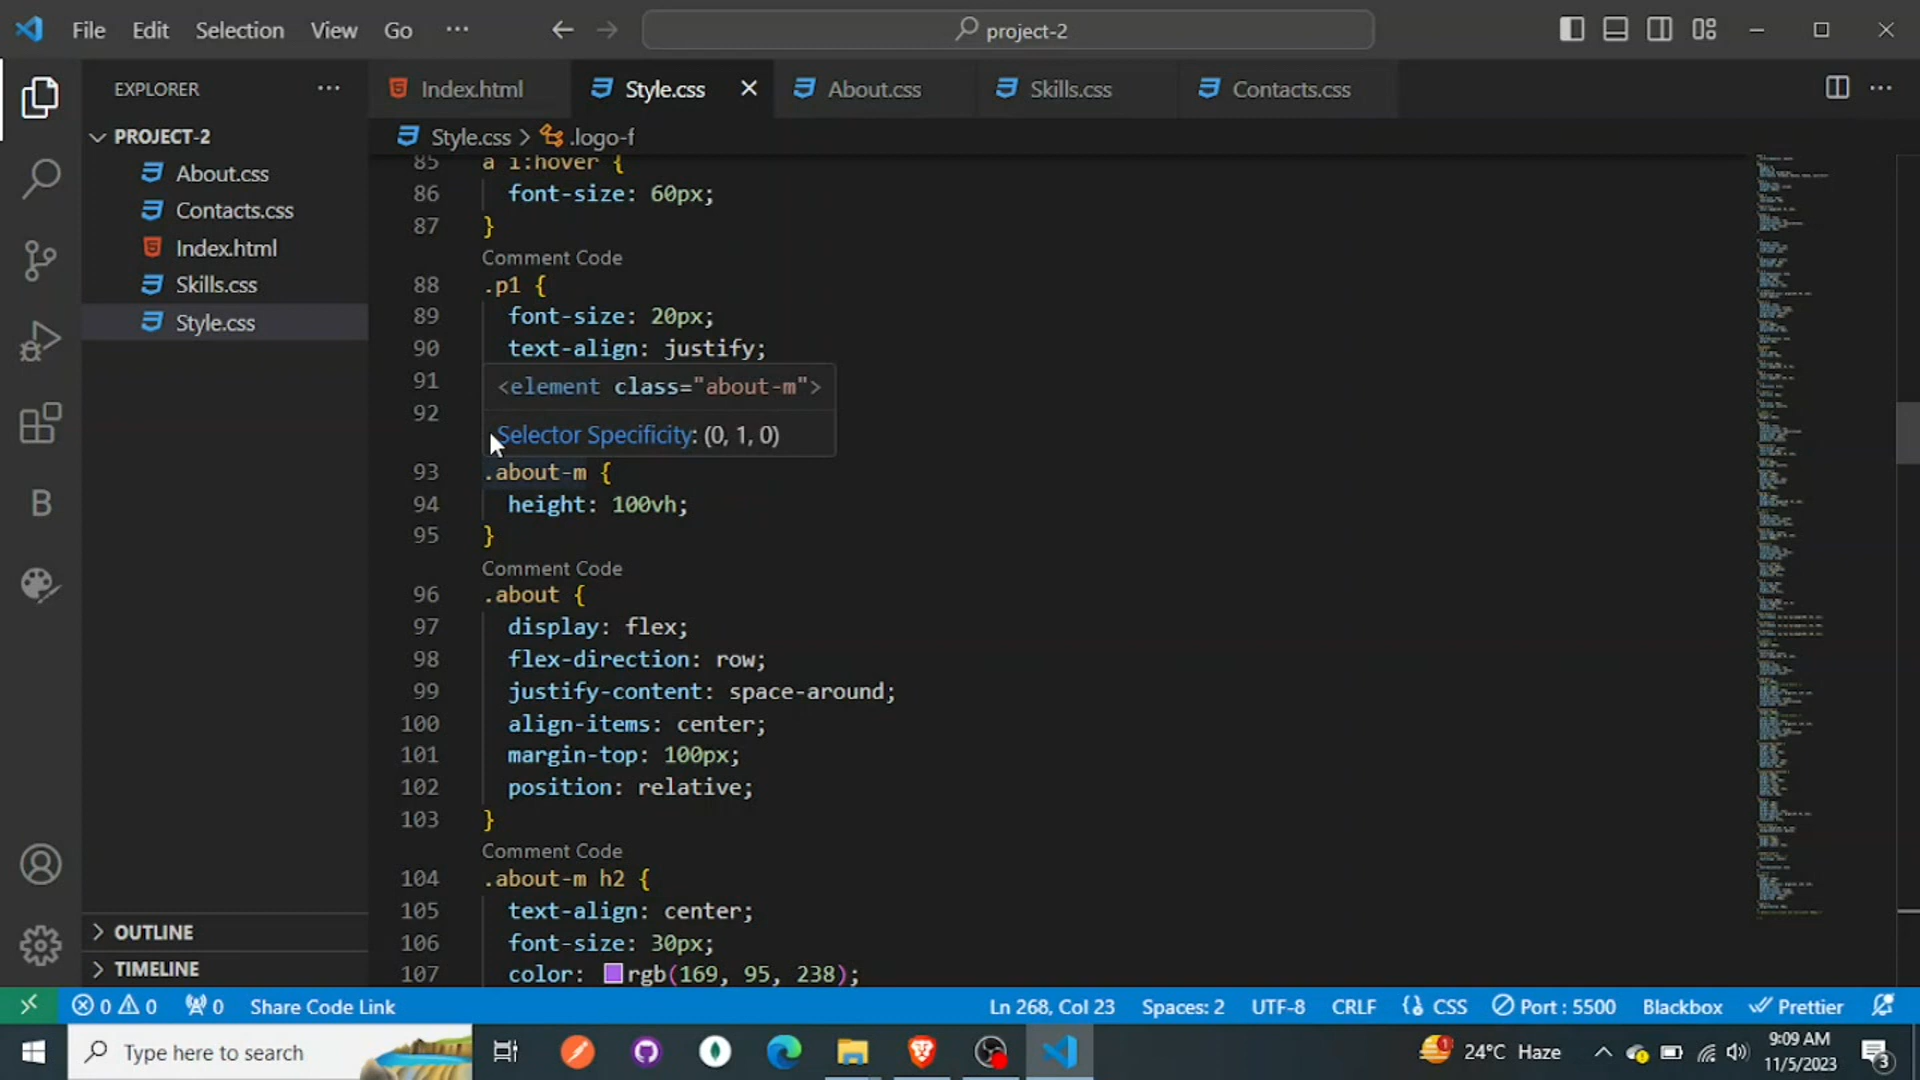 File Edit Selection View Go ··· project-2
EXPLORER ···
Index.html Style.css About.css Skills.css Contacts.css ···
PROJECT-2
About.css
Contacts.css
Index.html
Skills.css
Style.css
OUTLINE
TIMELINE
Style.css > .logo-f
85 a i:hover {
86 font-size: 60px;
87 }
Comment Code
88 .p1 {
89 font-size: 20px;
90 text-align: justify;
91
92
<element class="about-m">
Selector Specificity: (0, 1, 0)
93 .about-m {
94 height: 100vh;
95 }
Comment Code
96 .about {
97 display: flex;
98 flex-direction: row;
99 justify-content: space-around;
100 align-items: center;
101 margin-top: 100px;
102 position: relative;
103 }
Comment Code
104 .about-m h2 {
105 text-align: center;
106 font-size: 30px;
107 color: rgb(169, 95, 238);
0 0 0 Share Code Link Ln 268, Col 23 Spaces: 2 UTF-8 CRLF CSS Port : 5500 Blackbox Prettier
Type here to search 1 24°C Haze 9:09 AM
11/5/2023
3